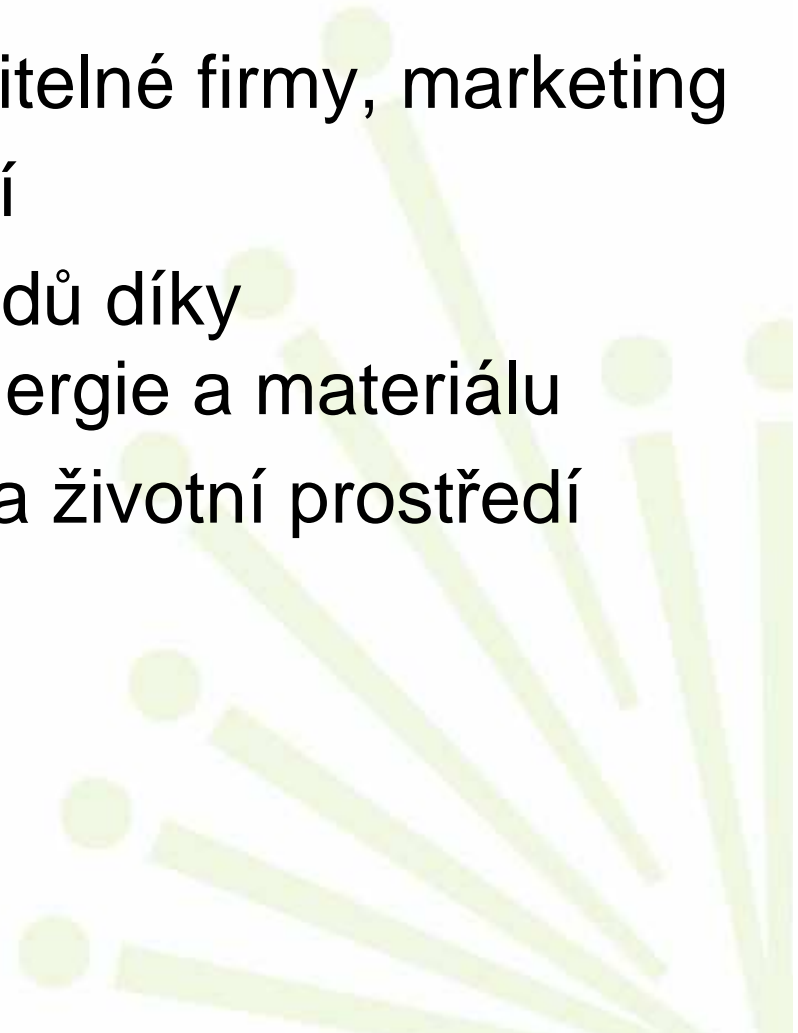 itelné firmy, marketing
í
dů díky
ergie a materiálu
a životní prostředí